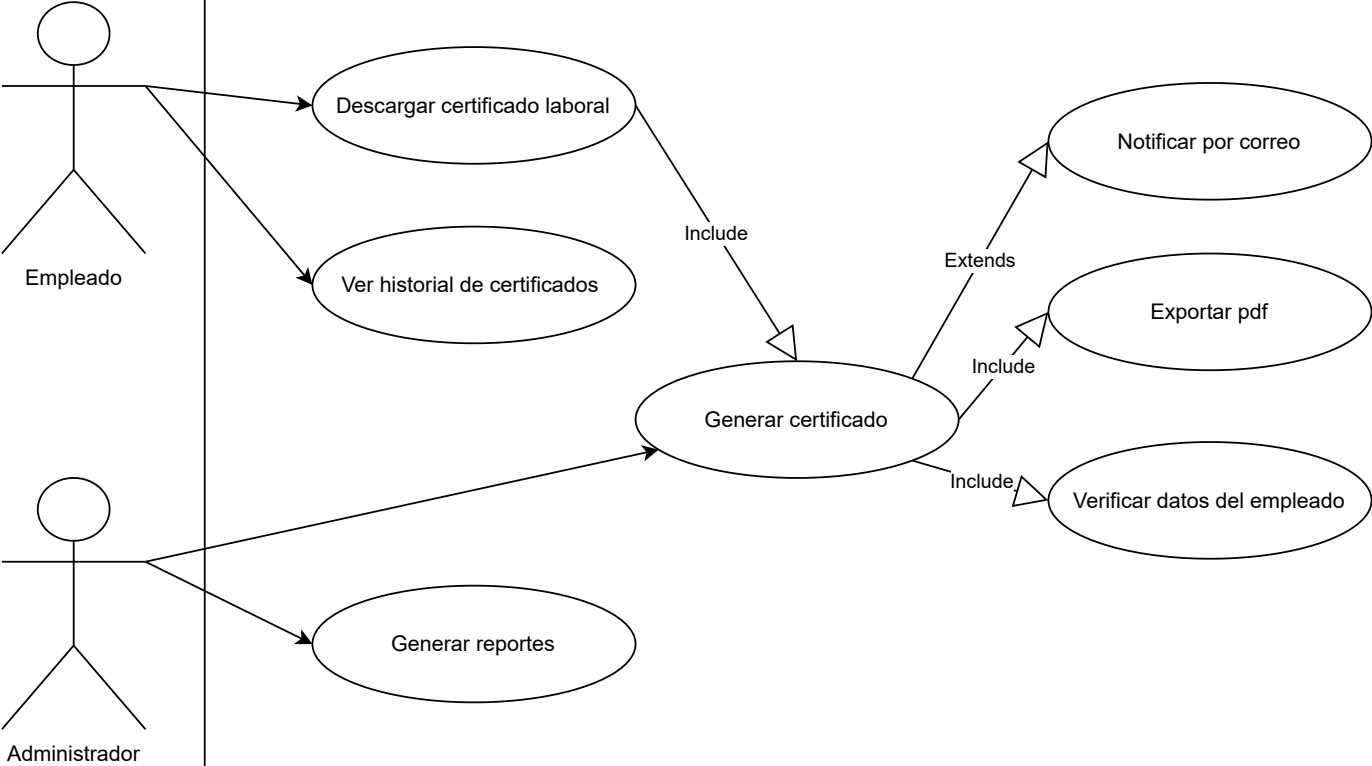 Empleado
Descargar certificado laboral
Ver historial de certificados
Include
Notificar por correo
Extends
Exportar pdf
Include
Generar certificado
Include
Verificar datos del empleado
Generar reportes
Administrador